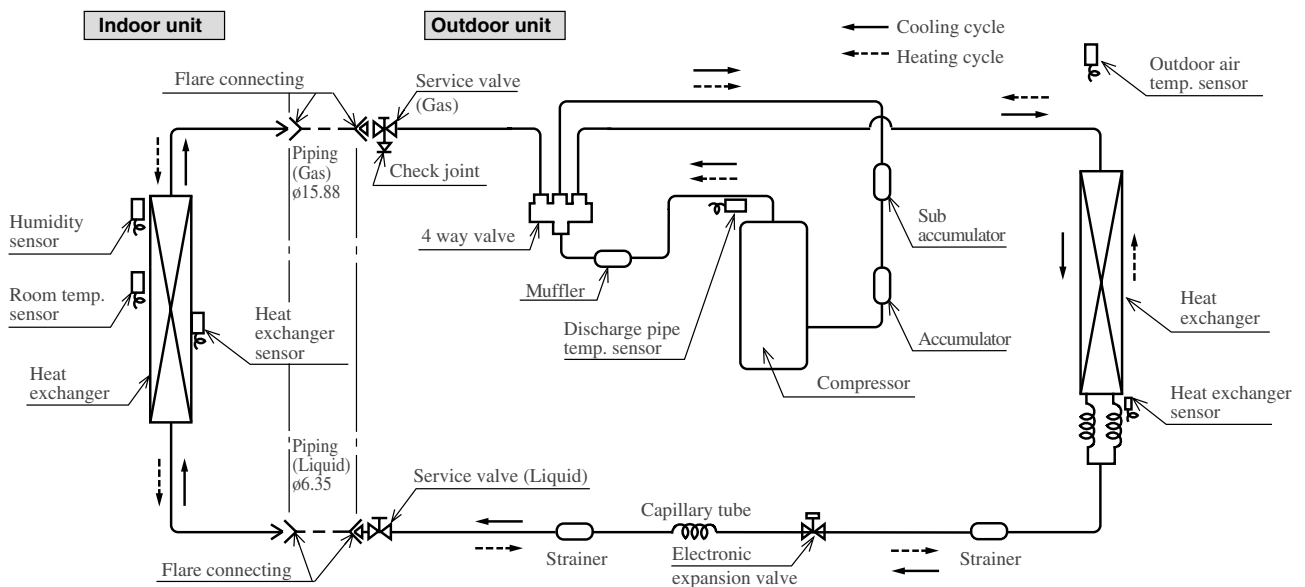 Indoor unit
Outdoor unit
Cooling cycle
Heating cycle
Outdoor air
temp. sensor
Flare connecting
Service valve
(Gas)
Piping
(Gas)
ø15.88
Check joint
Humidity
sensor
4 way valve
Sub
accumulator
Muffler
Room temp.
sensor
Heat
exchanger
sensor
Discharge pipe
temp. sensor
Accumulator
Heat
exchanger
Heat
exchanger
Compressor
Heat exchanger
sensor
Piping
(Liquid)
ø6.35
Service valve (Liquid)
Capillary tube
Strainer
Electronic
expansion valve
Strainer
Flare connecting